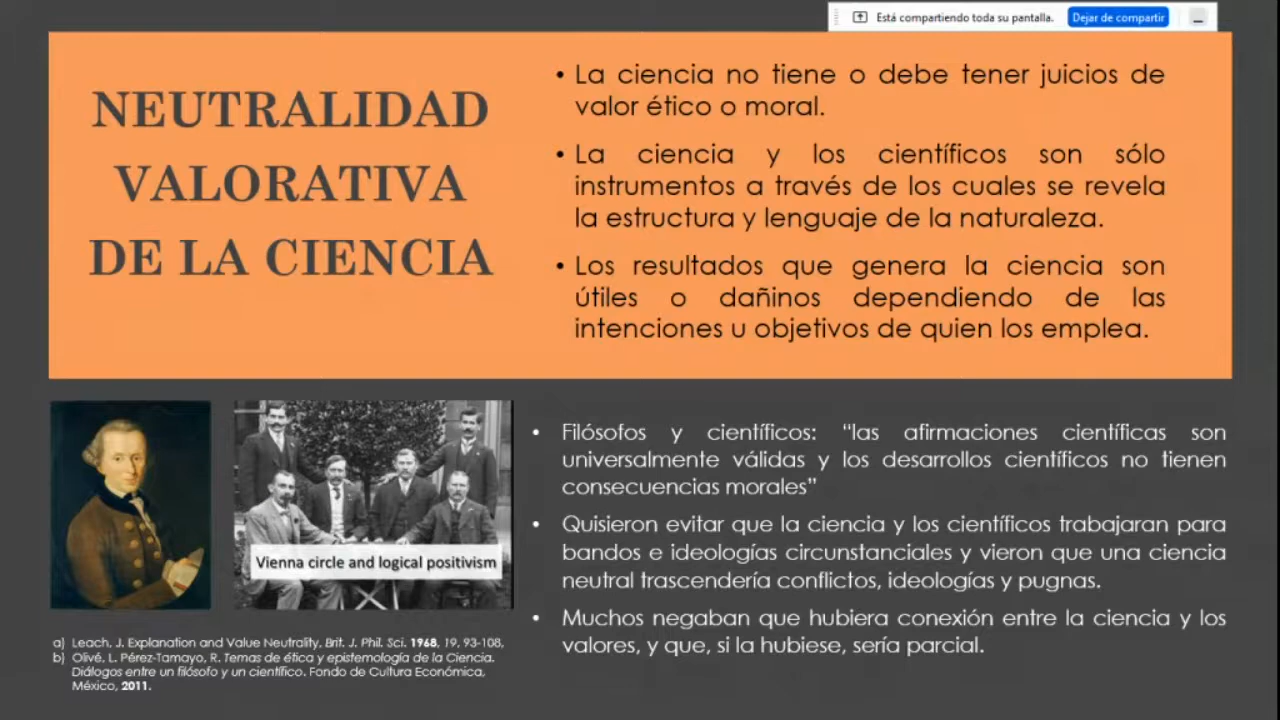 Está compartiendo toda su pantalla.
Dejar de compartir
NEUTRALIDAD
VALORATIVA
DE LA CIENCIA
• La ciencia no tiene o debe tener juicios de
valor ético o moral.
• La ciencia y los científicos son sólo
instrumentos a través de los cuales se revela
la estructura y lenguaje de la naturaleza.
• Los resultados que genera la ciencia son
útiles o dañinos dependiendo de las
intenciones u objetivos de quien los emplea.
Vienna circle and logical positivism
• Filósofos y científicos: “las afirmaciones científicas son
universalmente válidas y los desarrollos científicos no tienen
consecuencias morales”
• Quisieron evitar que la ciencia y los científicos trabajaran para
bandos e ideologías circunstanciales y vieron que una ciencia
neutral trascendería conflictos, ideologías y pugnas.
• Muchos negaban que hubiera conexión entre la ciencia y los
valores, y que, si la hubiese, sería parcial.
a) Leach, J. Explanation and Value Neutrality, Brit. J. Phil. Sci. 1968, 19, 93-108.
b) Olivé, L. Pérez-Tamayo, R. Temas de ética y epistemología de la Ciencia.
Diálogos entre un filósofo y un científico. Fondo de Cultura Económica,
México, 2011.